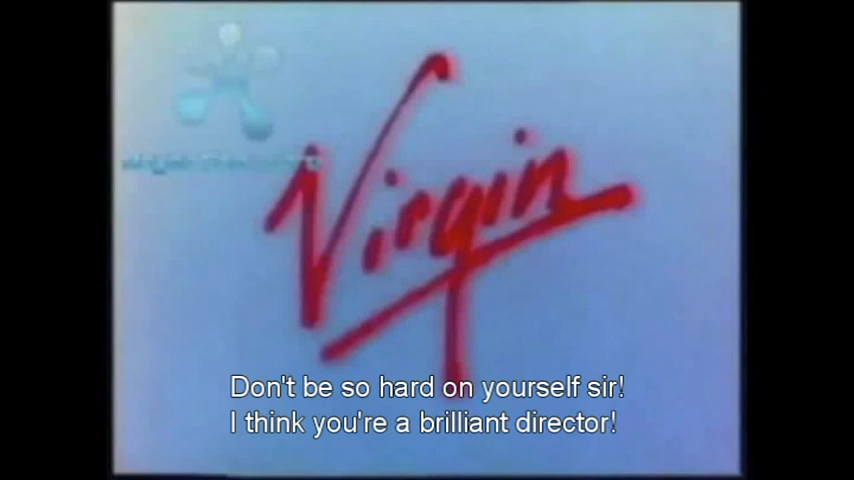 Virgin
Don't be so hard on yourself sir!
I think you're a brilliant director!